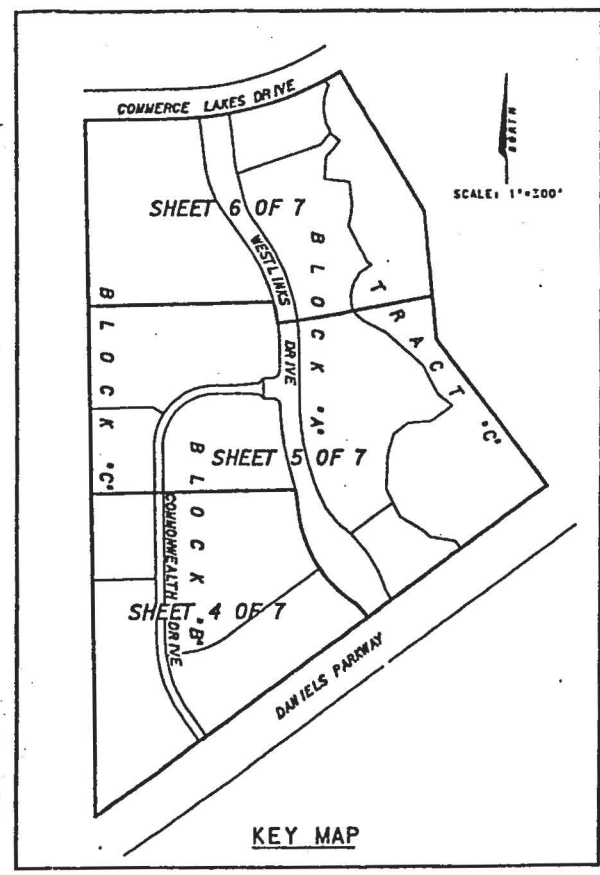 COMMERCE LAKES DRIVE
NORTH
SCALE: 1"=300'
SHEET 6 OF 7
WESTLINKS
DRIVE
BLOCK "A"
TRACT "C"
BLOCK "C"
SHEET 5 OF 7
BLOCK "B"
COMMONWEALTH DRIVE
SHEET 4 OF 7
DANIELS PARKWAY
KEY MAP